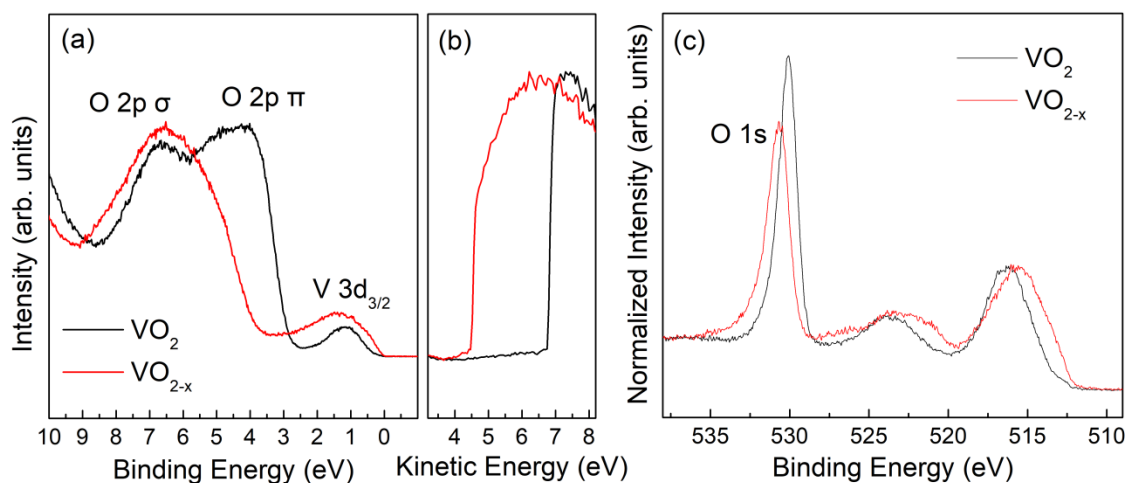 (a)
O 2p σ
O 2p π
V 3d3/2
VO2
VO2-x
Intensity (arb. units)
10 9 8 7 6 5 4 3 2 1 0
Binding Energy (eV)
(b)
4 5 6 7 8
Kinetic Energy (eV)
(c)
VO2
VO2-x
O 1s
Normalized Intensity (arb. units)
535 530 525 520 515 510
Binding Energy (eV)